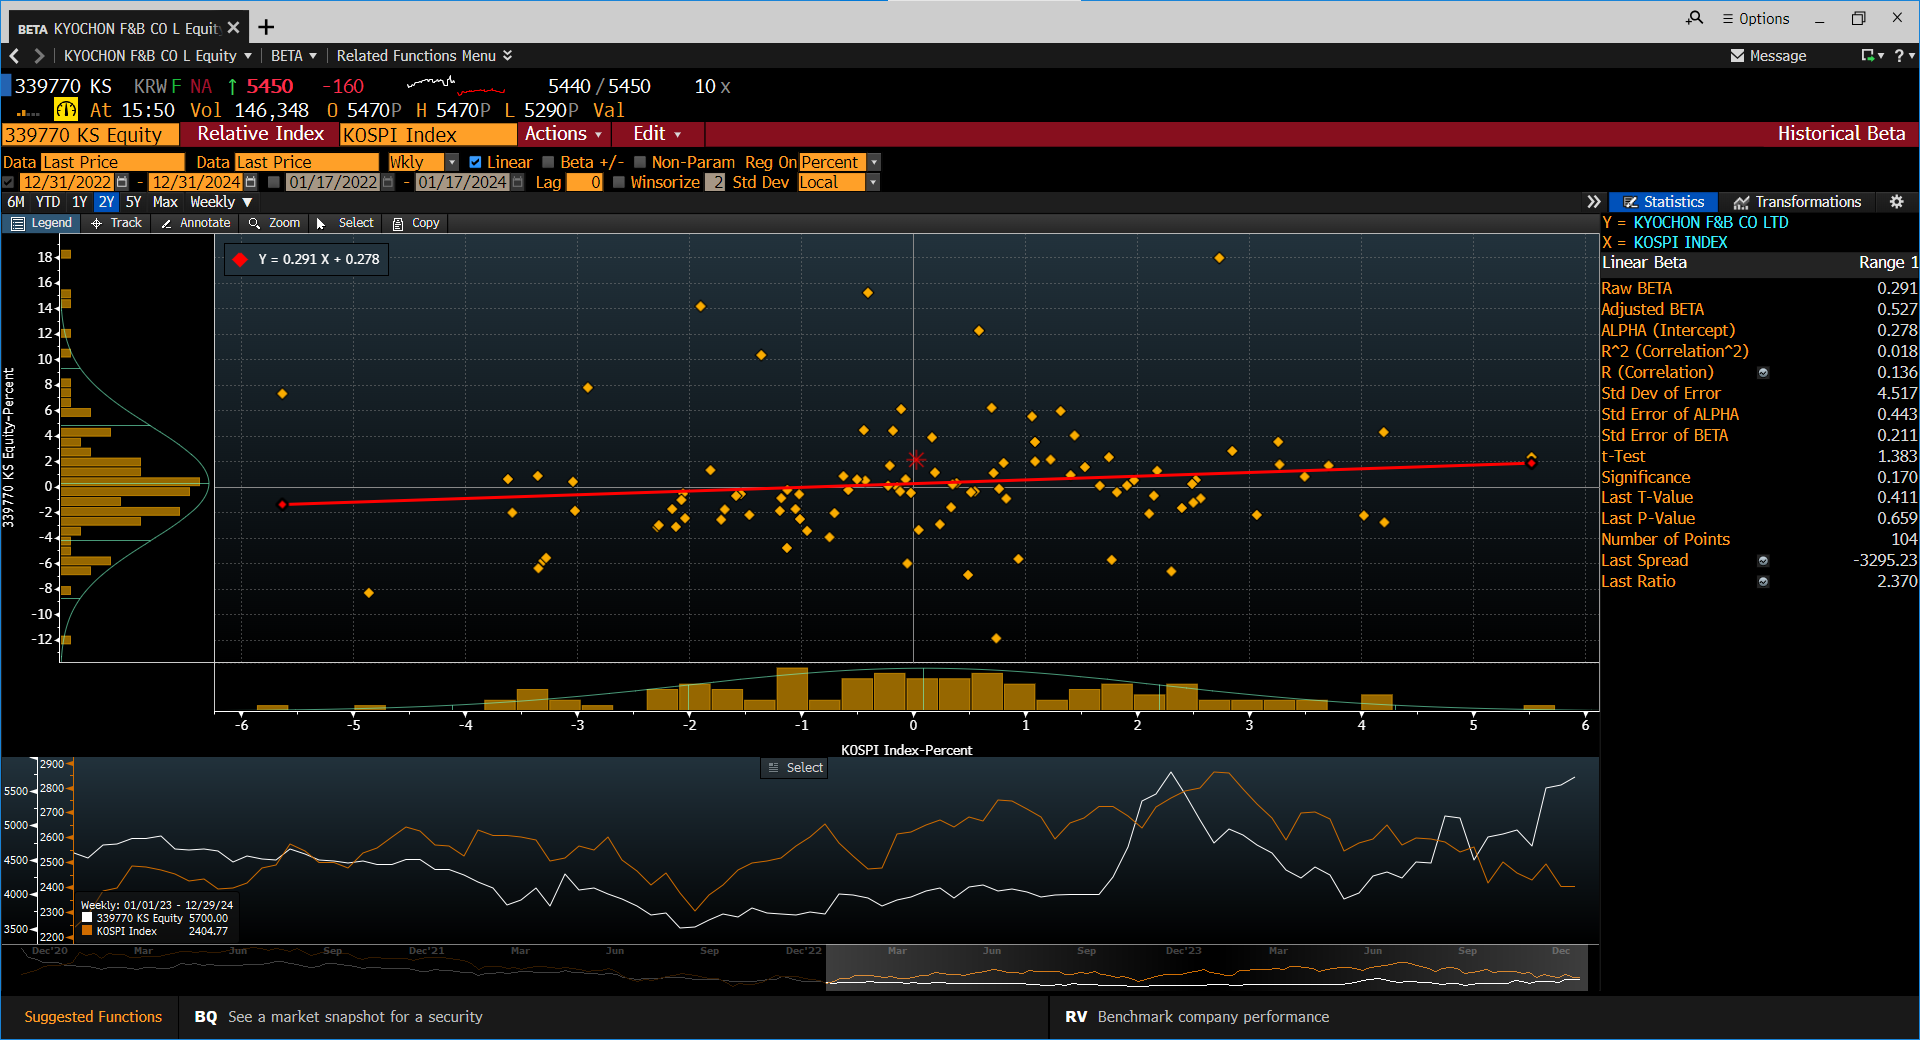 BETA KYOCHON F&B CO L Equit
Options
KYOCHON F&B CO L Equity BETA Related Functions Menu Message ?
339770 KS KRW F NA ↑ 5450 -160 5440 / 5450 10 x
At 15:50 Vol 146,348 O 5470P H 5470P L 5290P Val
339770 KS Equity Relative Index KOSPI Index Actions Edit Historical Beta
Data Last Price Data Last Price Wkly Linear Beta +/- Non-Param Reg On Percent
12/31/2022 - 12/31/2024 01/17/2022 - 01/17/2024 Lag 0 Winsorize 2 Std Dev Local
6M YTD 1Y 2Y 5Y Max Weekly ▼ Statistics Transformations
Legend Track Annotate Zoom Select Copy
Y = KYOCHON F&B CO LTD
X = KOSPI INDEX
Linear Beta Range 1
Raw BETA 0.291
Adjusted BETA 0.527
ALPHA (Intercept) 0.278
R^2 (Correlation^2) 0.018
R (Correlation) 0.136
Std Dev of Error 4.517
Std Error of ALPHA 0.443
Std Error of BETA 0.211
t-Test 1.383
Significance 0.170
Last T-Value 0.411
Last P-Value 0.659
Number of Points 104
Last Spread -3295.23
Last Ratio 2.370
Y = 0.291 X + 0.278
339770 KS Equity-Percent
18
16
14
12
10
8
6
4
2
0
-2
-4
-6
-8
-10
-12
-6 -5 -4 -3 -2 -1 0 1 2 3 4 5 6
KOSPI Index-Percent
Select
5500
5000
4500
4000
3500
2900
2800
2700
2600
2500
2400
2300
2200
Weekly: 01/01/23 - 12/29/24
339770 KS Equity 5700.00
KOSPI Index 2404.77
Dec'20 Mar Jun Sep Dec'21 Mar Jun Sep Dec'22 Mar Jun Sep Dec'23 Mar Jun Sep Dec
Suggested Functions BQ See a market snapshot for a security RV Benchmark company performance